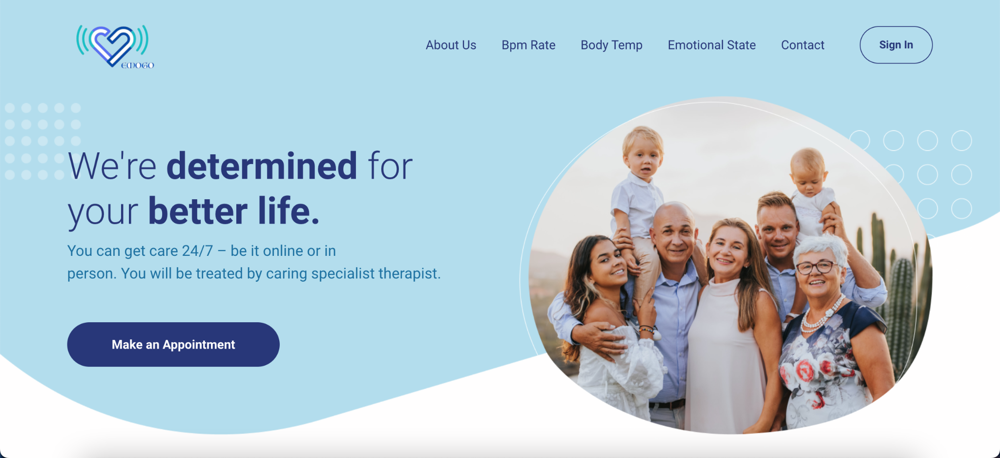 EMOGO
About Us
Bpm Rate
Body Temp
Emotional State
Contact
Sign In
We're determined for
your better life.
You can get care 24/7 – be it online or in
person. You will be treated by caring specialist therapist.
Make an Appointment